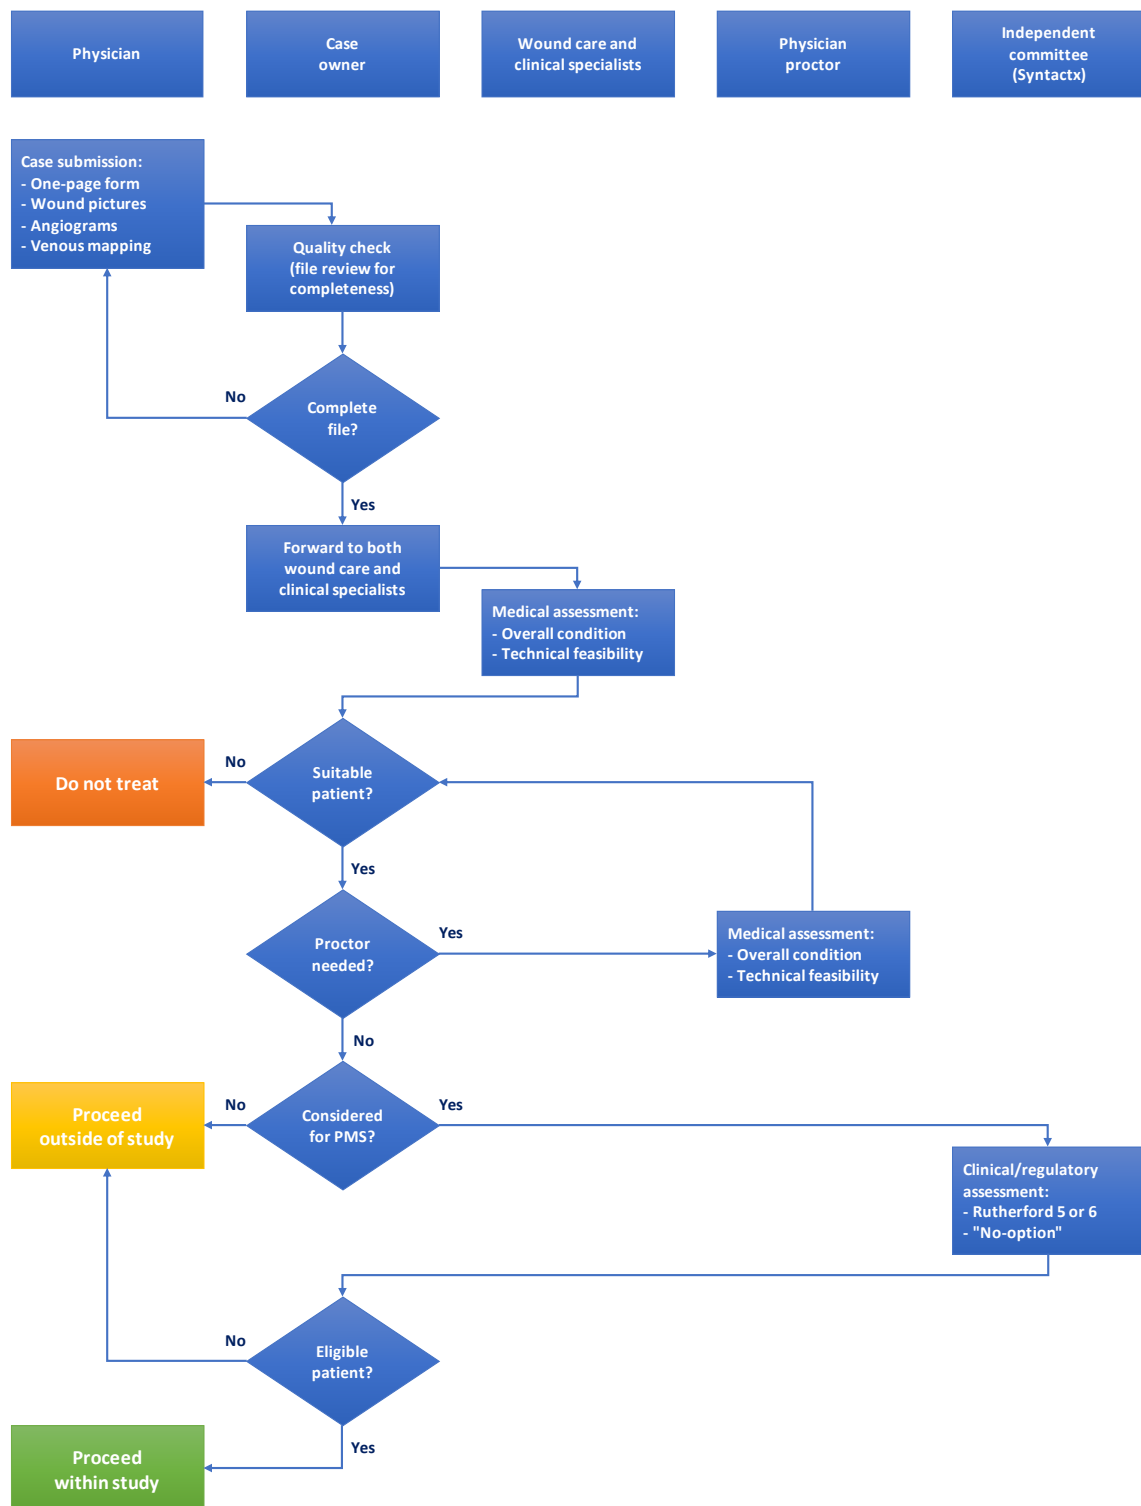 Physician
Case
owner
Wound care and
clinical specialists
Physician
proctor
Independent
committee
(Syntactx)
Case submission:
- One-page form
- Wound pictures
- Angiograms
- Venous mapping
Quality check
(file review for
completeness)
No
Complete
file?
Yes
Forward to both
wound care and
clinical specialists
Medical assessment:
- Overall condition
- Technical feasibility
Do not treat
No
Suitable
patient?
Yes
Proctor
needed?
Yes
Medical assessment:
- Overall condition
- Technical feasibility
No
Proceed
outside of study
No
Considered
for PMS?
Yes
Clinical/regulatory
assessment:
- Rutherford 5 or 6
- "No-option"
No
Eligible
patient?
Yes
Proceed
within study